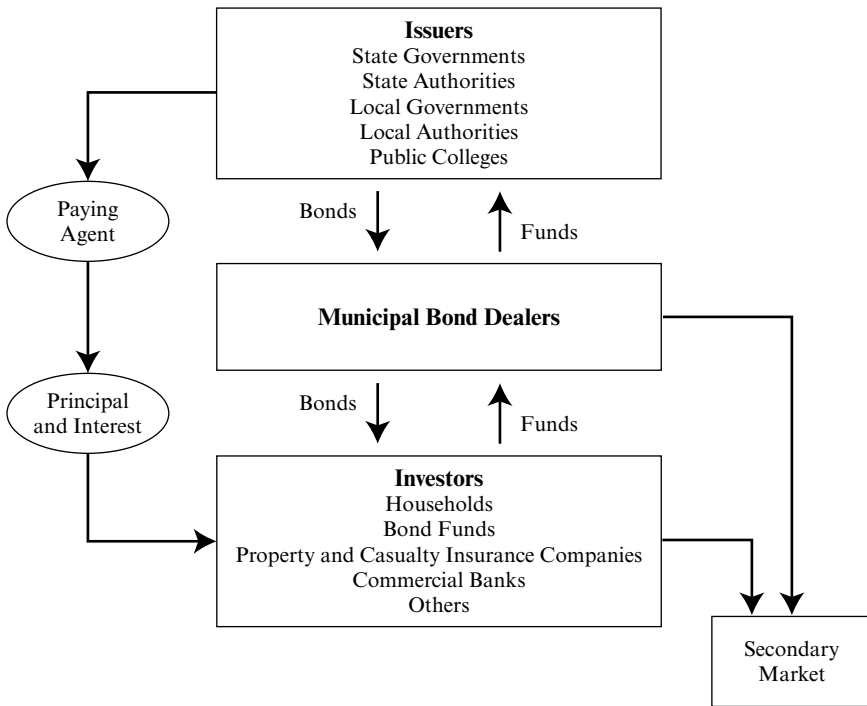 Issuers
State Governments
State Authorities
Local Governments
Local Authorities
Public Colleges
Paying
Agent
Bonds
Funds
Municipal Bond Dealers
Principal
and Interest
Bonds
Funds
Investors
Households
Bond Funds
Property and Casualty Insurance Companies
Commercial Banks
Others
Secondary
Market